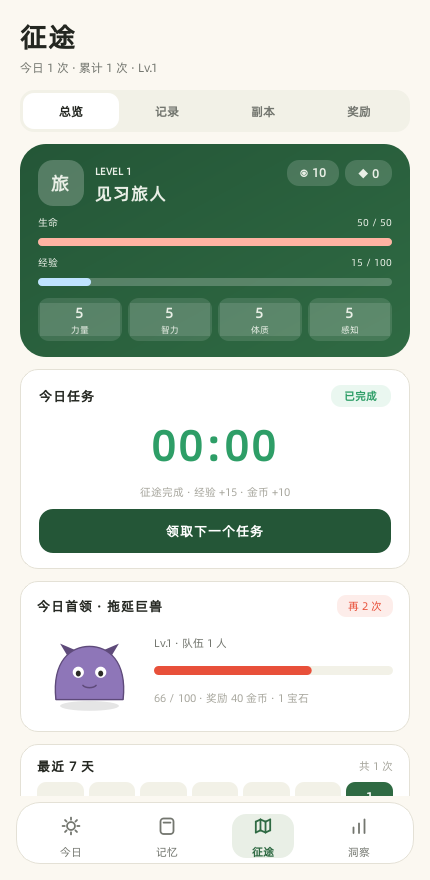 征途
今日 1 次 · 累计 1 次 · Lv.1
总览 记录 副本 奖励
旅
LEVEL 1
见习旅人
◎ 10 ◆ 0
生命 50 / 50
经验 15 / 100
5 5 5 5
力量 智力 体质 感知
今日任务 已完成
00:00
征途完成 · 经验 +15 · 金币 +10
领取下一个任务
今日首领 · 拖延巨兽 再 2 次
Lv.1 · 队伍 1 人
66 / 100 · 奖励 40 金币 · 1 宝石
最近 7 天 共 1 次
今日 记忆 征途 洞察